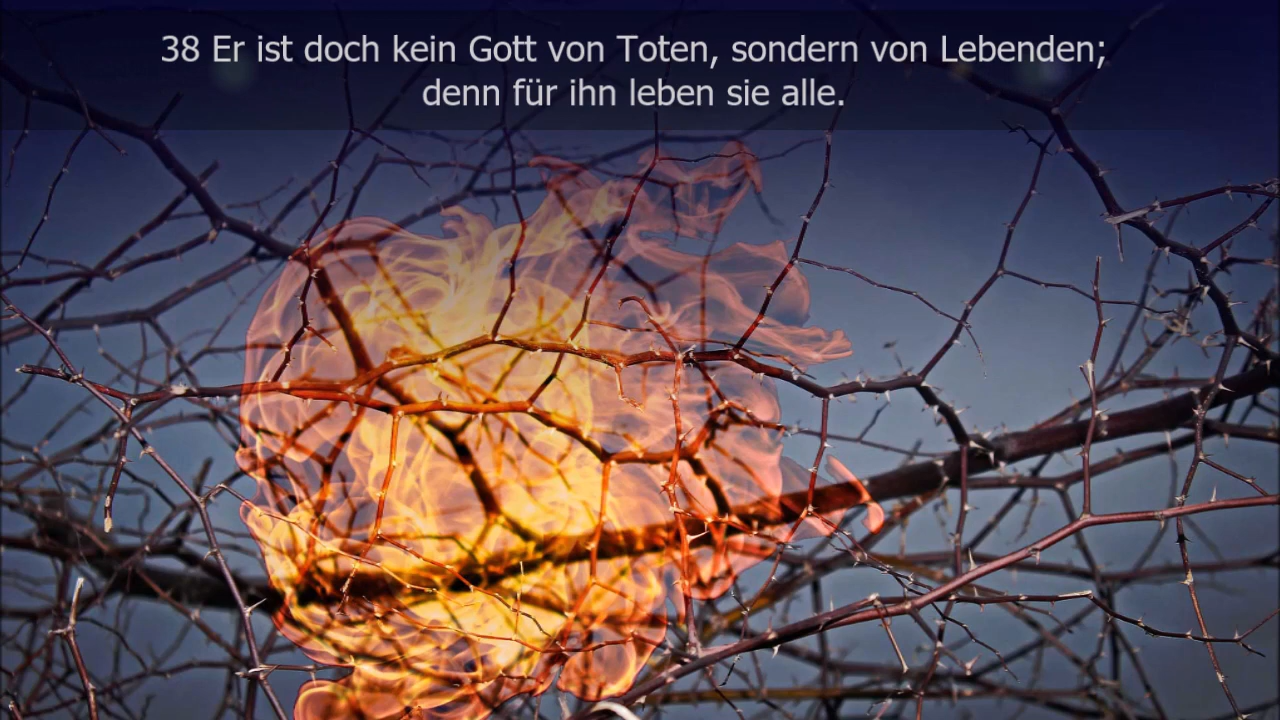 38 Er ist doch kein Gott von Toten, sondern von Lebenden;
denn für ihn leben sie alle.